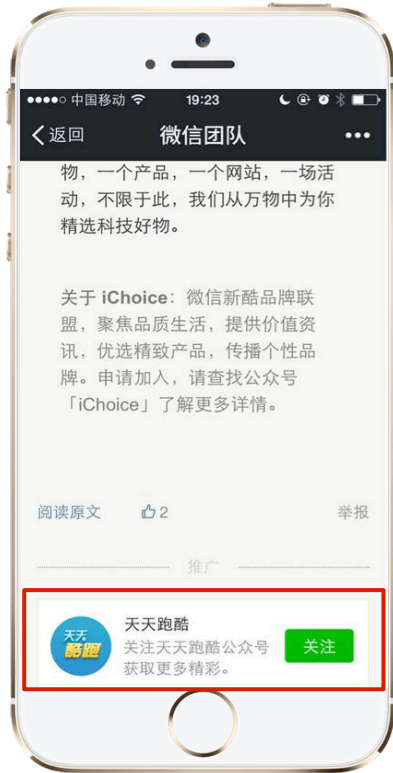 中国移动 19:23
返回 微信团队
物，一个产品，一个网站，一场活
动，不限于此，我们从万物中为你
精选科技好物。
关于 iChoice：微信新酷品牌联
盟，聚焦品质生活，提供价值资
讯，优选精致产品，传播个性品
牌。申请加入，请查找公众号
「iChoice」了解更多详情。
阅读原文 2 举报
推广
天天酷跑
天天跑酷
关注天天跑酷公众号
获取更多精彩。
关注